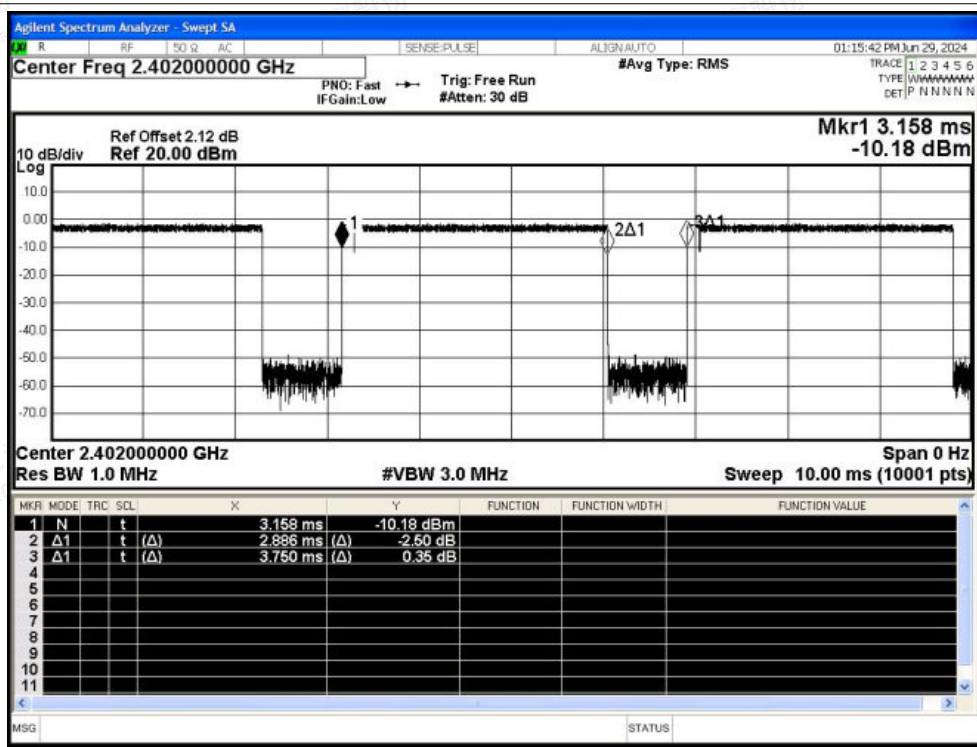 Agilent Spectrum Analyzer - Swept SA
LXI R RF 50 Ω AC SENSE:PULSE ALIGNAUTO 01:15:42 PM Jun 29, 2024
Center Freq 2.402000000 GHz #Avg Type: RMS TRACE 1 2 3 4 5 6
PNO: Fast Trig: Free Run TYPE WWWWWW
IFGain:Low #Atten: 30 dB DET P N N N N N
Mkr1 3.158 ms
Ref Offset 2.12 dB
10 dB/div Ref 20.00 dBm -10.18 dBm
Log
10.0
0.00
1 2Δ1 3Δ1
-10.0
-20.0
-30.0
-40.0
-50.0
-60.0
-70.0
Center 2.402000000 GHz Span 0 Hz
Res BW 1.0 MHz #VBW 3.0 MHz Sweep 10.00 ms (10001 pts)
MKR MODE TRC SCL X Y FUNCTION FUNCTION WIDTH FUNCTION VALUE
1 N t 3.158 ms -10.18 dBm
2 Δ1 t (Δ) 2.886 ms (Δ) -2.50 dB
3 Δ1 t (Δ) 3.750 ms (Δ) 0.35 dB
4
5
6
7
8
9
10
11
MSG STATUS